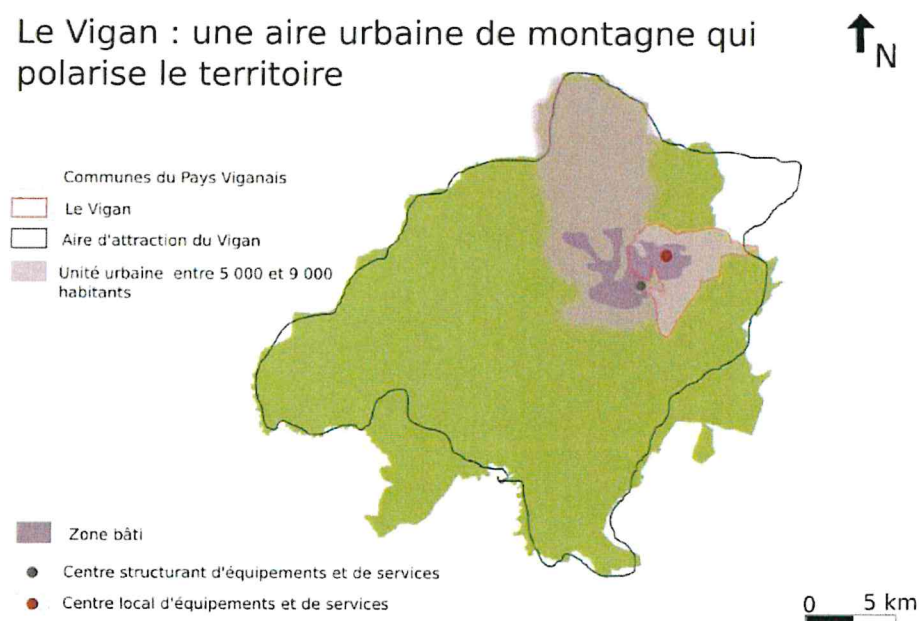 Le Vigan : une aire urbaine de montagne qui
polarise le territoire
N
Communes du Pays Viganais
Le Vigan
Aire d'attraction du Vigan
Unité urbaine entre 5 000 et 9 000
habitants
Zone bâti
Centre structurant d'équipements et de services
Centre local d'équipements et de services
0 5 km